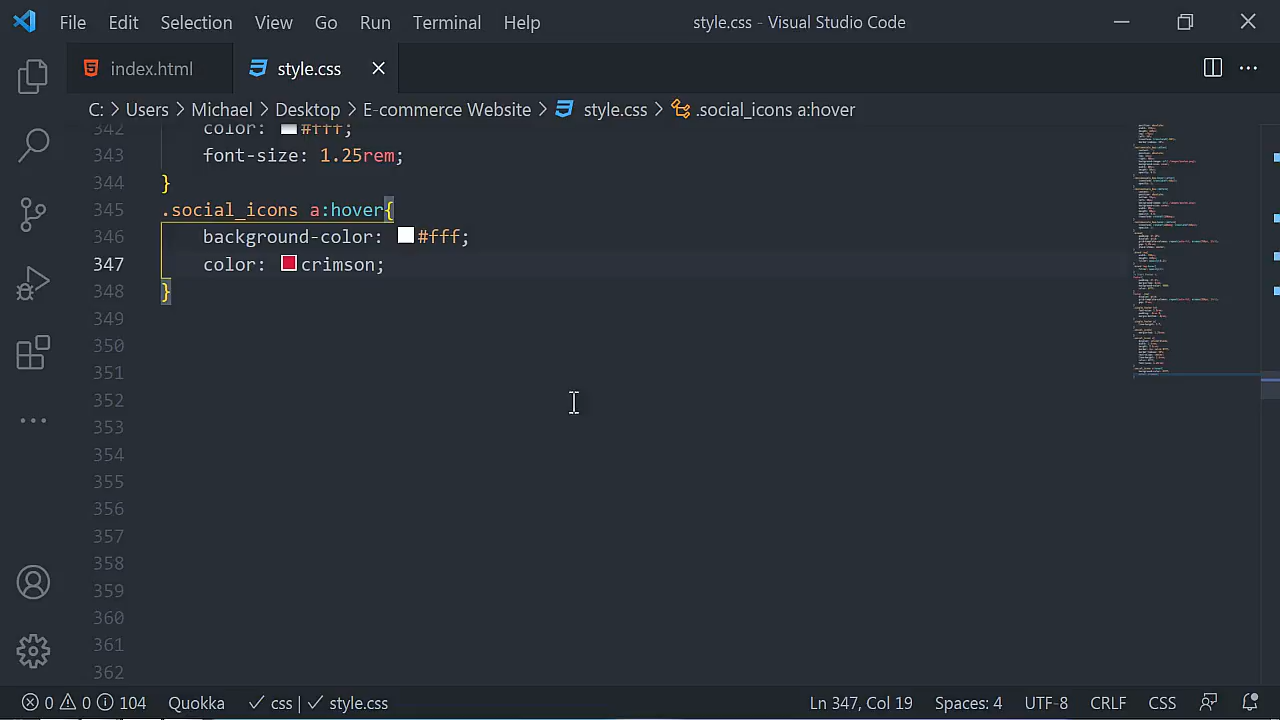 File Edit Selection View Go Run Terminal Help style.css - Visual Studio Code
index.html style.css
C: > Users > Michael > Desktop > E-commerce Website > style.css > .social_icons a:hover
342 color: #fff;
343 font-size: 1.25rem;
344 }
345 .social_icons a:hover{
346 background-color: #fff;
347 color: crimson;
348 }
349
350
351
352
353
354
355
356
357
358
359
360
361
362
0 0 104 Quokka css | style.css Ln 347, Col 19 Spaces: 4 UTF-8 CRLF CSS